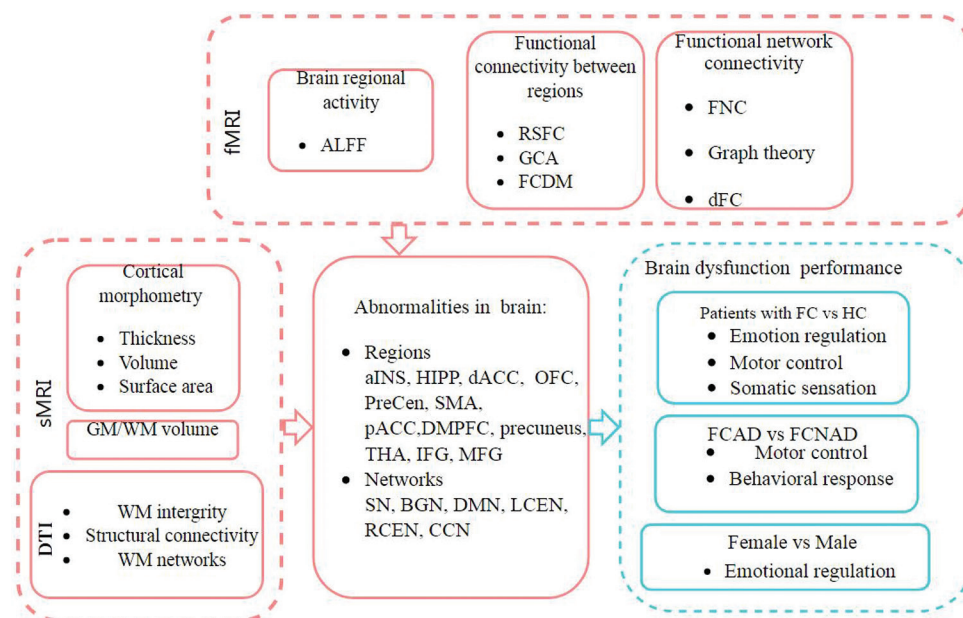 fMRI
Brain regional
activity
• ALFF
Functional
connectivity between
regions
• RSFC
• GCA
• FCDM
Functional network
connectivity
• FNC
• Graph theory
• dFC
sMRI
Cortical
morphometry
• Thickness
• Volume
• Surface area
GM/WM volume
DTI
• WM intergrity
• Structural connectivity
• WM networks
Abnormalities in brain:
• Regions
aINS, HIPP, dACC, OFC,
PreCen, SMA,
pACC,DMPFC, precuneus,
THA, IFG, MFG
• Networks
SN, BGN, DMN, LCEN,
RCEN, CCN
Brain dysfunction performance
Patients with FC vs HC
• Emotion regulation
• Motor control
• Somatic sensation
FCAD vs FCNAD
• Motor control
• Behavioral response
Female vs Male
• Emotional regulation